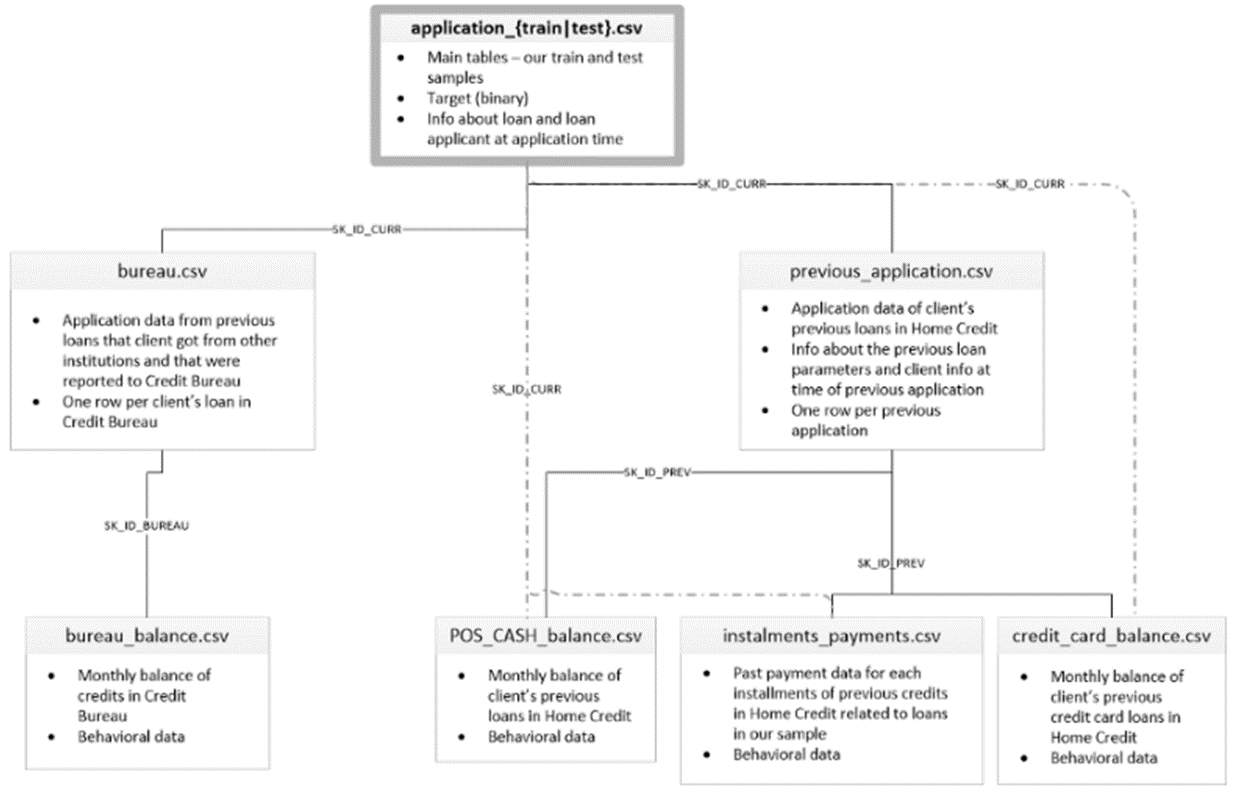 application_{train|test}.csv
• Main tables – our train and test
samples
• Target (binary)
• Info about loan and loan
applicant at application time
SK_ID_CURR
SK_ID_CURR
SK_ID_CURR
bureau.csv
• Application data from previous
loans that client got from other
institutions and that were
reported to Credit Bureau
• One row per client's loan in
Credit Bureau
previous_application.csv
• Application data of client's
previous loans in Home Credit
• Info about the previous loan
parameters and client info at
time of previous application
• One row per previous
application
SK_ID_CURR
SK_ID_PREV
SK_ID_BUREAU
SK_ID_PREV
bureau_balance.csv
• Monthly balance of
credits in Credit
Bureau
• Behavioral data
POS_CASH_balance.csv
• Monthly balance of
client's previous
loans in Home Credit
• Behavioral data
instalments_payments.csv
• Past payment data for each
installments of previous credits
in Home Credit related to loans
in our sample
• Behavioral data
credit_card_balance.csv
• Monthly balance of
client's previous
credit card loans in
Home Credit
• Behavioral data